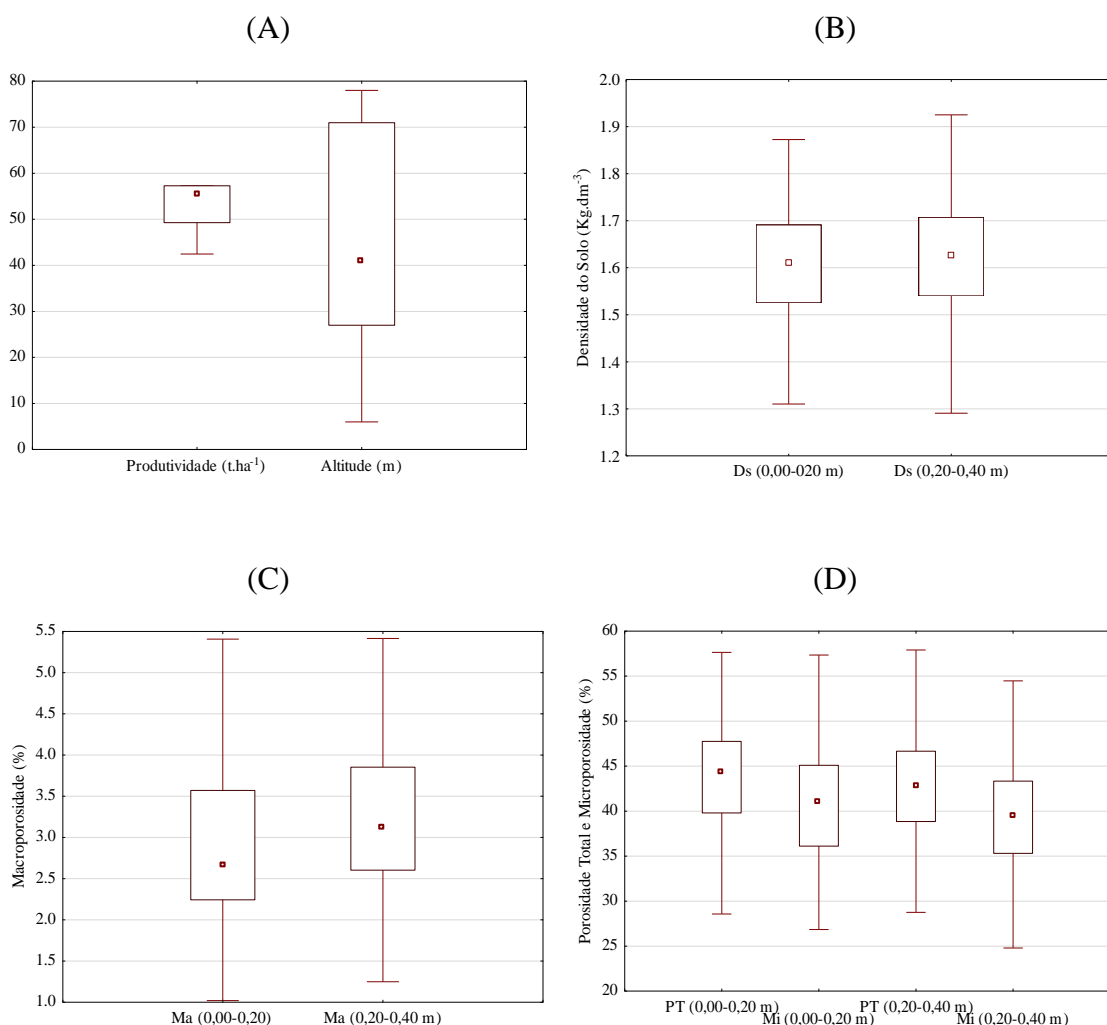 (A)
80
70
60
50
40
30
20
10
0
Produtividade (t.ha⁻¹)
Altitude (m)
(B)
Densidade do Solo (Kg.dm⁻³)
2.0
1.9
1.8
1.7
1.6
1.5
1.4
1.3
1.2
Ds (0,00-020 m)
Ds (0,20-0,40 m)
(C)
Macroporosidade (%)
5.5
5.0
4.5
4.0
3.5
3.0
2.5
2.0
1.5
1.0
Ma (0,00-0,20)
Ma (0,20-0,40 m)
(D)
Porosidade Total e Microporosidade (%)
60
55
50
45
40
35
30
25
20
PT (0,00-0,20 m)
Mi (0,00-0,20 m)
PT (0,20-0,40 m)
Mi (0,20-0,40 m)